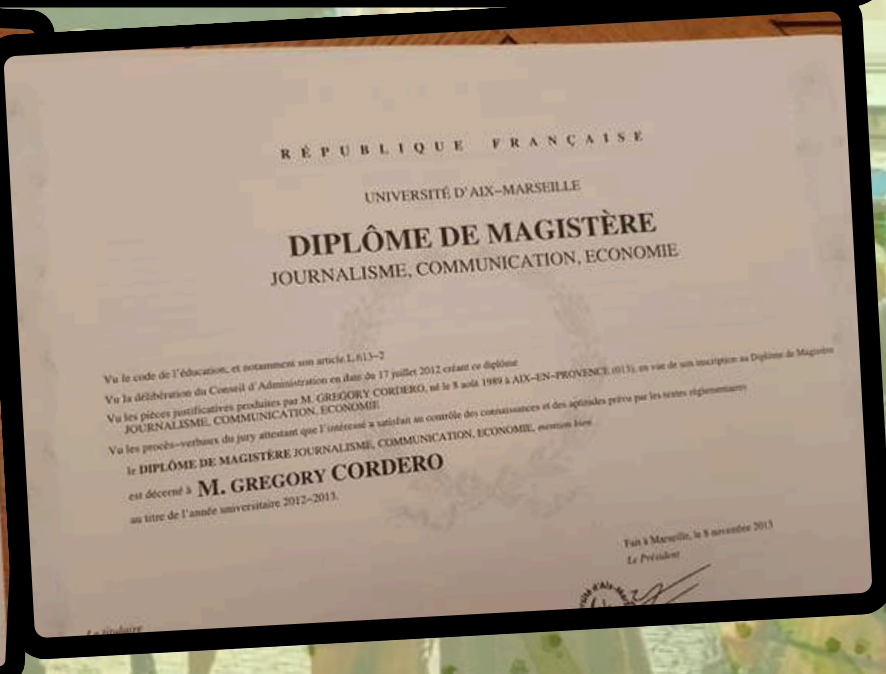 RÉPUBLIQUE FRANÇAISE
UNIVERSITÉ D'AIX–MARSEILLE
DIPLÔME DE MAGISTÈRE
JOURNALISME, COMMUNICATION, ECONOMIE
Vu le code de l'éducation, et notamment son article L.613–2
Vu la délibération du Conseil d'Administration en date du 17 juillet 2012 créant ce diplôme
Vu les pièces justificatives produites par M. GREGORY CORDERO, né le 8 août 1989 à AIX–EN–PROVENCE (013), en vue de son inscription au Diplôme de Magistère
JOURNALISME, COMMUNICATION, ECONOMIE
Vu les procès–verbaux du jury attestant que l'intéressé a satisfait au contrôle des connaissances et des aptitudes prévu par les textes réglementaires
le DIPLÔME DE MAGISTÈRE JOURNALISME, COMMUNICATION, ECONOMIE, mention bien
est décerné à M. GREGORY CORDERO
au titre de l'année universitaire 2012–2013.
Fait à Marseille, le 8 novembre 2013
Le Président
Le titulaire